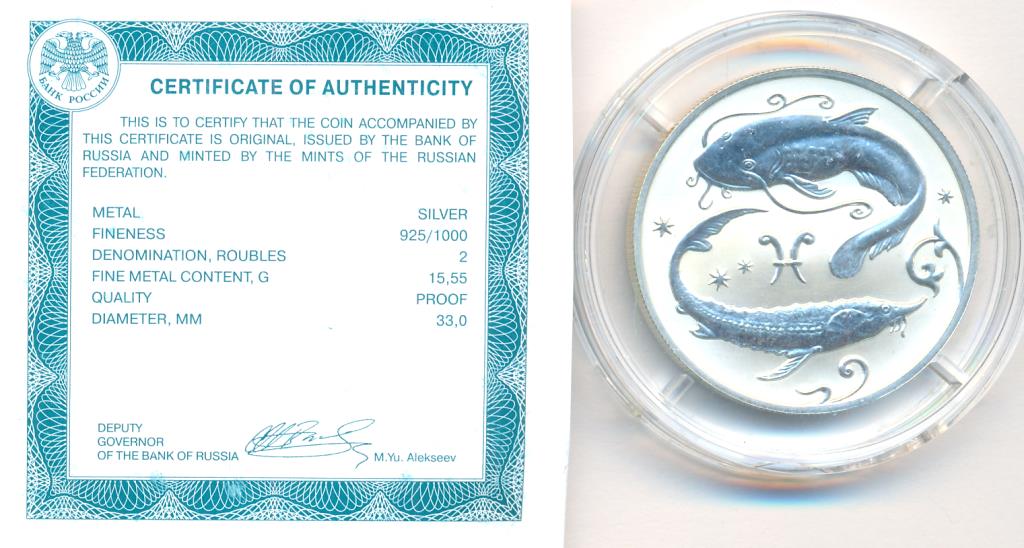 БАНК РОССИИ
CERTIFICATE OF AUTHENTICITY
THIS IS TO CERTIFY THAT THE COIN ACCOMPANIED BY
THIS CERTIFICATE IS ORIGINAL, ISSUED BY THE BANK OF
RUSSIA AND MINTED BY THE MINTS OF THE RUSSIAN
FEDERATION.
METAL SILVER
FINENESS 925/1000
DENOMINATION, ROUBLES 2
FINE METAL CONTENT, G 15,55
QUALITY PROOF
DIAMETER, MM 33,0
DEPUTY
GOVERNOR
OF THE BANK OF RUSSIA M.Yu. Alekseev